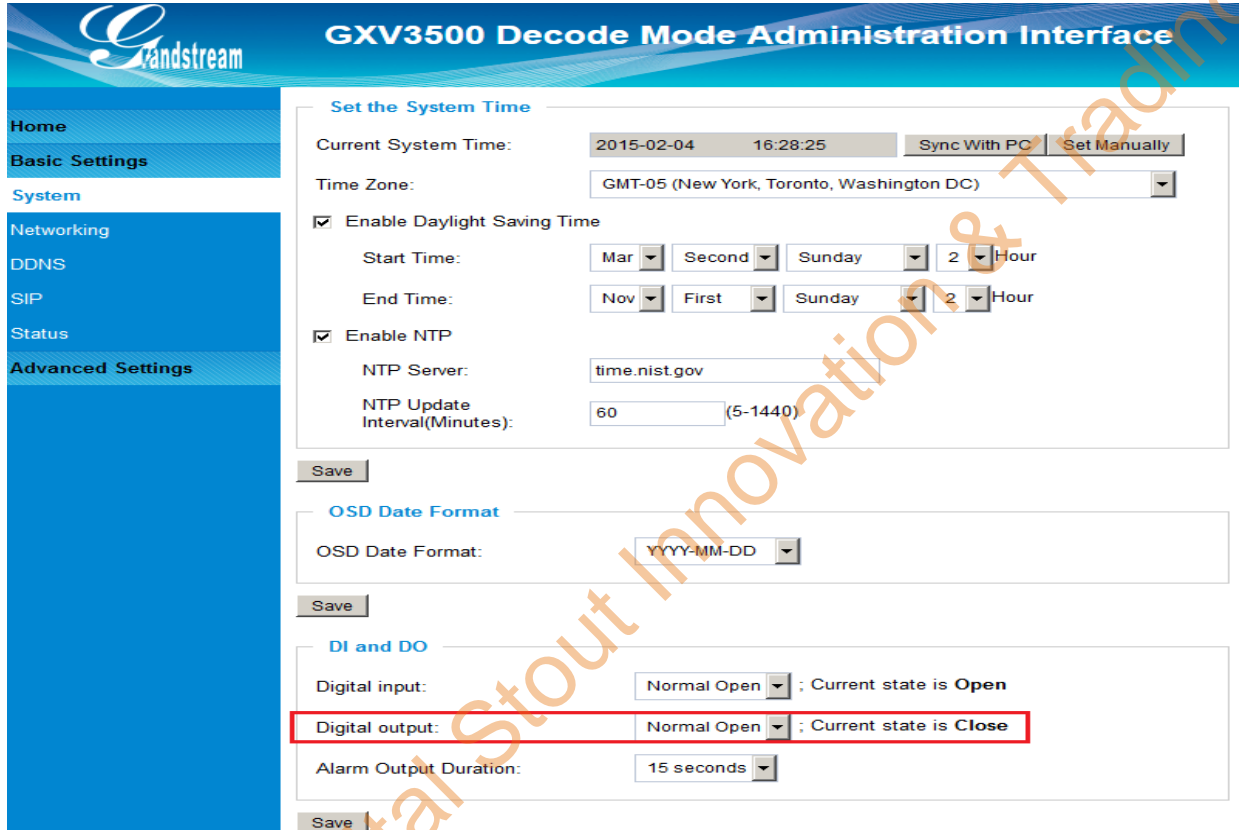 Grandstream
GXV3500 Decode Mode Administration Interface
Home
Basic Settings
System
Networking
DDNS
SIP
Status
Advanced Settings
Set the System Time
Current System Time: 2015-02-04 16:28:25 Sync With PC Set Manually
Time Zone: GMT-05 (New York, Toronto, Washington DC)
Enable Daylight Saving Time
Start Time: Mar Second Sunday 2 Hour
End Time: Nov First Sunday 2 Hour
Enable NTP
NTP Server: time.nist.gov
NTP Update
Interval(Minutes): 60 (5-1440)
Save
OSD Date Format
OSD Date Format: YYYY-MM-DD
Save
DI and DO
Digital input: Normal Open ; Current state is Open
Digital output: Normal Open ; Current state is Close
Alarm Output Duration: 15 seconds
Save
Stout Innovation & Trading